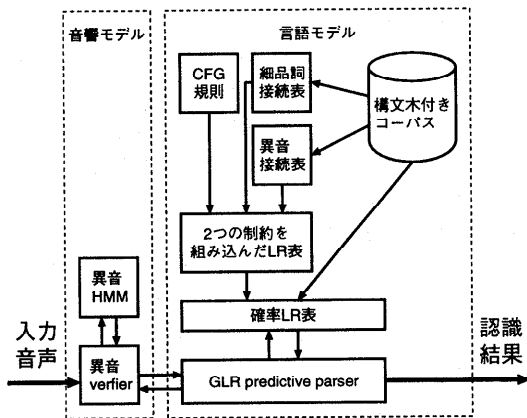 音響モデル
言語モデル
CFG
規則
細品詞
接続表
構文木付き
コーパス
異音
接続表
2つの制約を
組み込んだLR表
異音
HMM
確率LR表
入力
音声
認識
結果
異音
verfier
GLR predictive parser